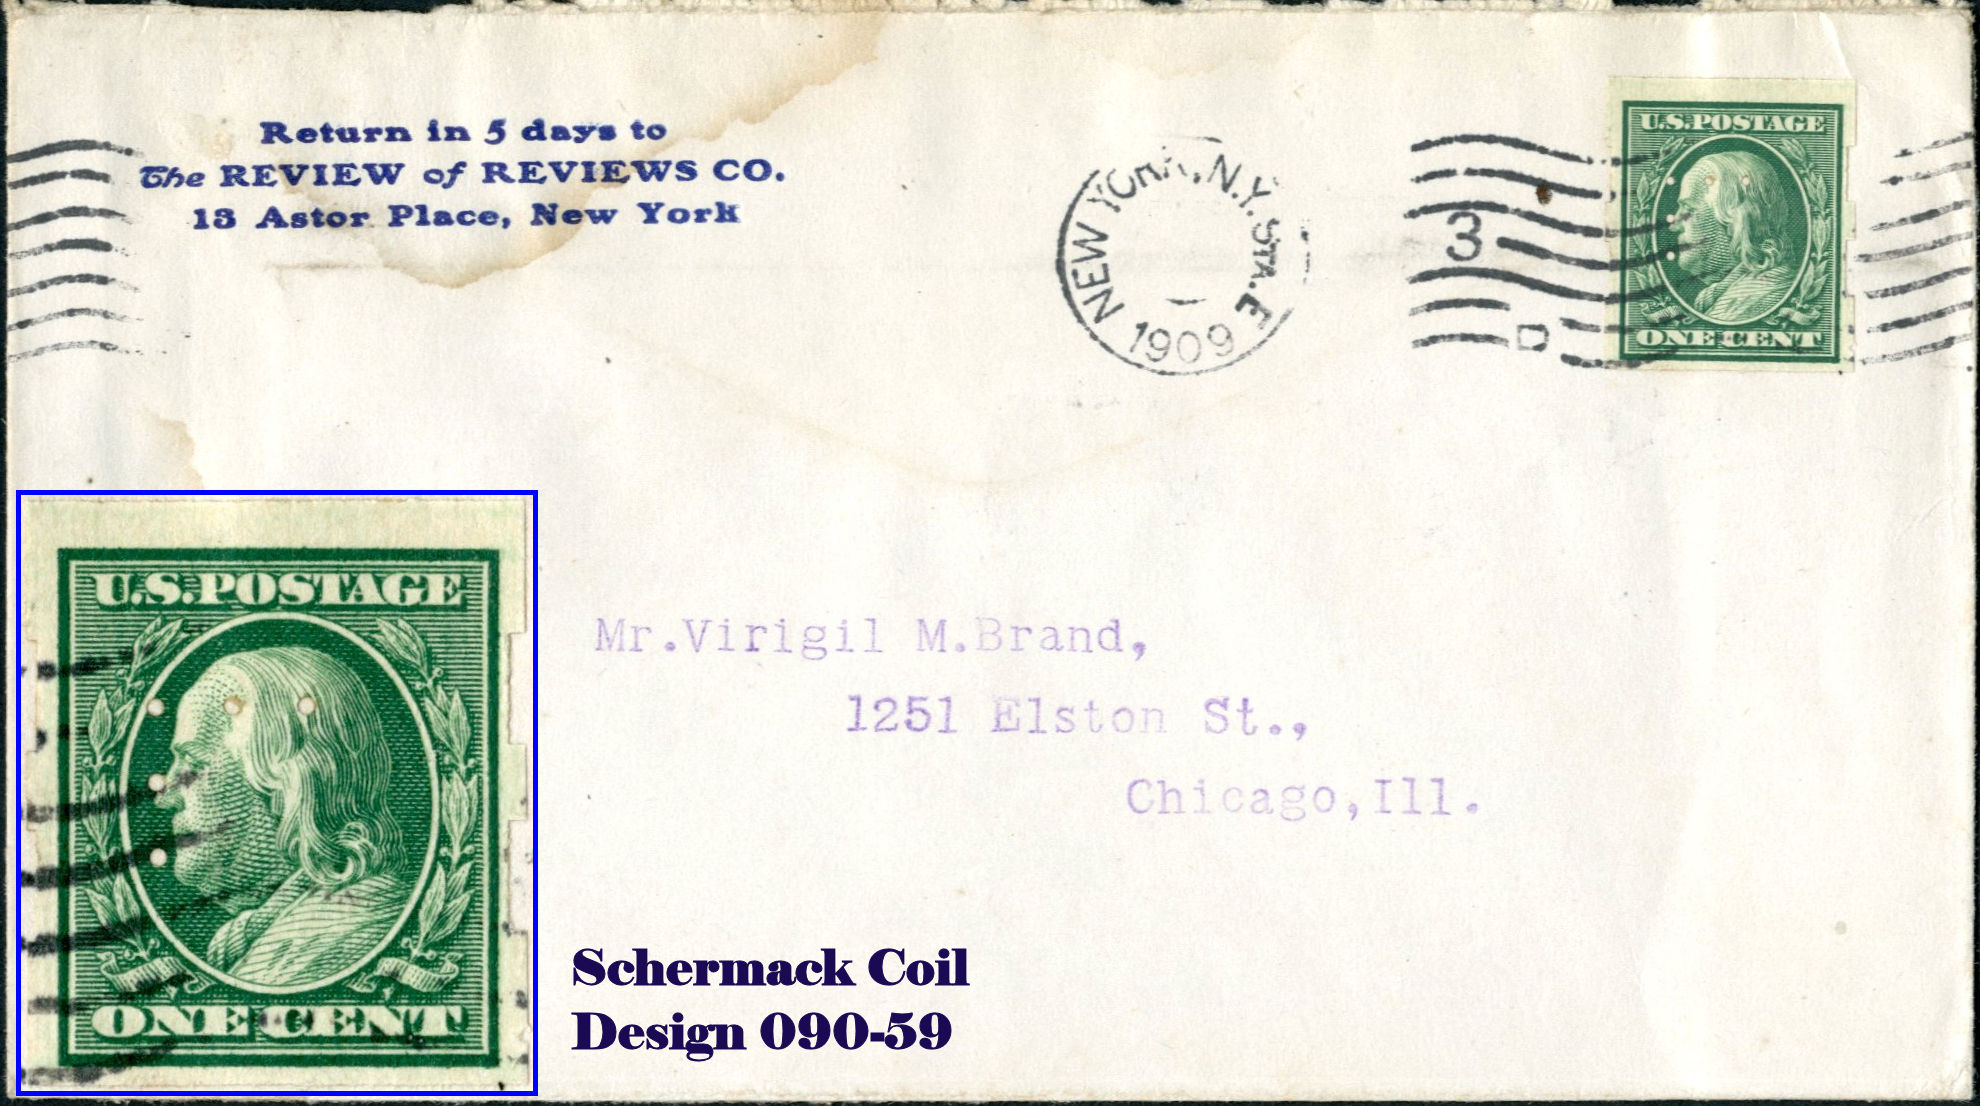 Return in 5 days to
The REVIEW of REVIEWS CO.
13 Astor Place, New York
NEW YORK, N.Y. STA. E
1909
3
D
U.S. POSTAGE
ONE CENT
Mr.Virigil M.Brand,
1251 Elston St.,
Chicago,Ill.
U.S. POSTAGE
ONE CENT
Schermack Coil
Design 090-59